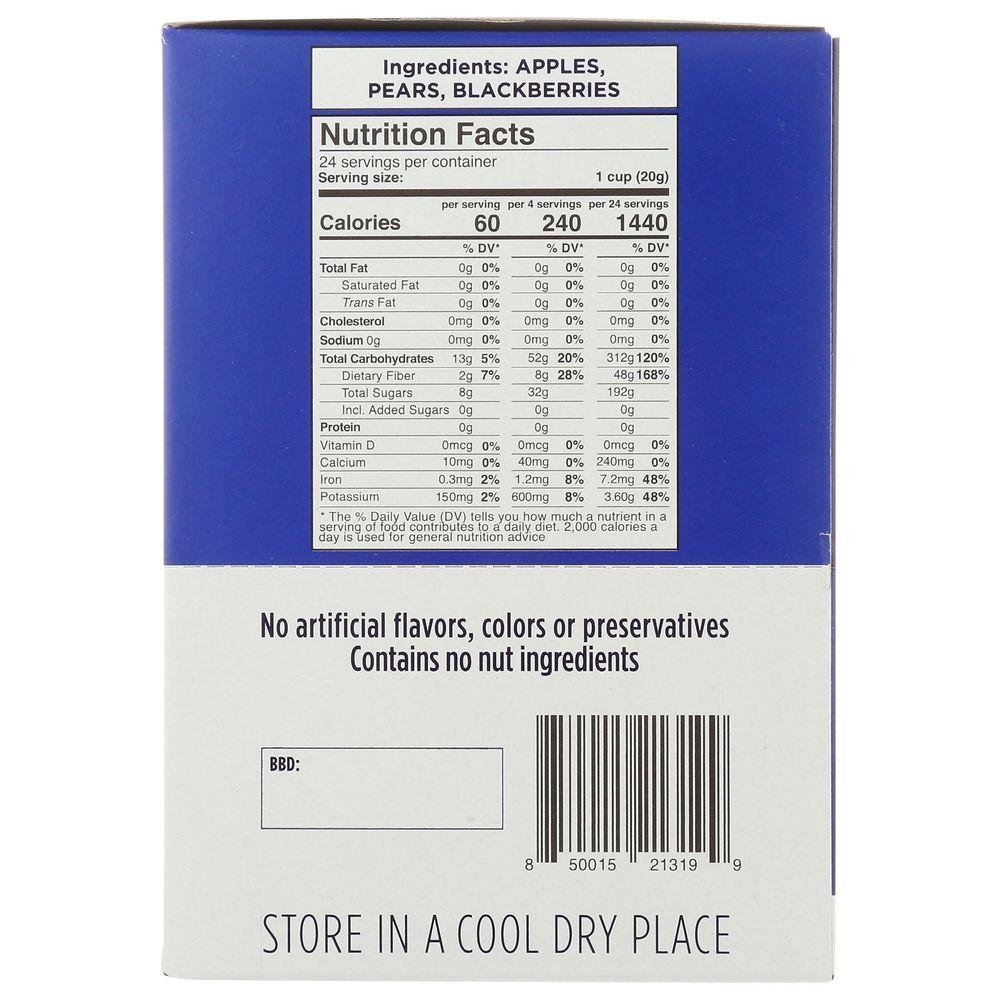 Ingredients: APPLES,
PEARS, BLACKBERRIES
Nutrition Facts
24 servings per container
Serving size: 1 cup (20g)
per serving per 4 servings per 24 servings
Calories 60 240 1440
% DV* % DV* % DV*
Total Fat 0g 0% 0g 0% 0g 0%
Saturated Fat 0g 0% 0g 0% 0g 0%
Trans Fat 0g 0% 0g 0% 0g 0%
Cholesterol 0mg 0% 0mg 0% 0mg 0%
Sodium 0g 0mg 0% 0mg 0% 0mg 0%
Total Carbohydrates 13g 5% 52g 20% 312g 120%
Dietary Fiber 2g 7% 8g 28% 48g 168%
Total Sugars 8g 32g 192g
Incl. Added Sugars 0g 0g 0g
Protein 0g 0g 0g
Vitamin D 0mcg 0% 0mcg 0% 0mcg 0%
Calcium 10mg 0% 40mg 0% 240mg 0%
Iron 0.3mg 2% 1.2mg 8% 7.2mg 48%
Potassium 150mg 2% 600mg 8% 3.60g 48%
* The % Daily Value (DV) tells you how much a nutrient in a
serving of food contributes to a daily diet. 2,000 calories a
day is used for general nutrition advice
No artificial flavors, colors or preservatives
Contains no nut ingredients
BBD:
8 50015 21319 9
STORE IN A COOL DRY PLACE